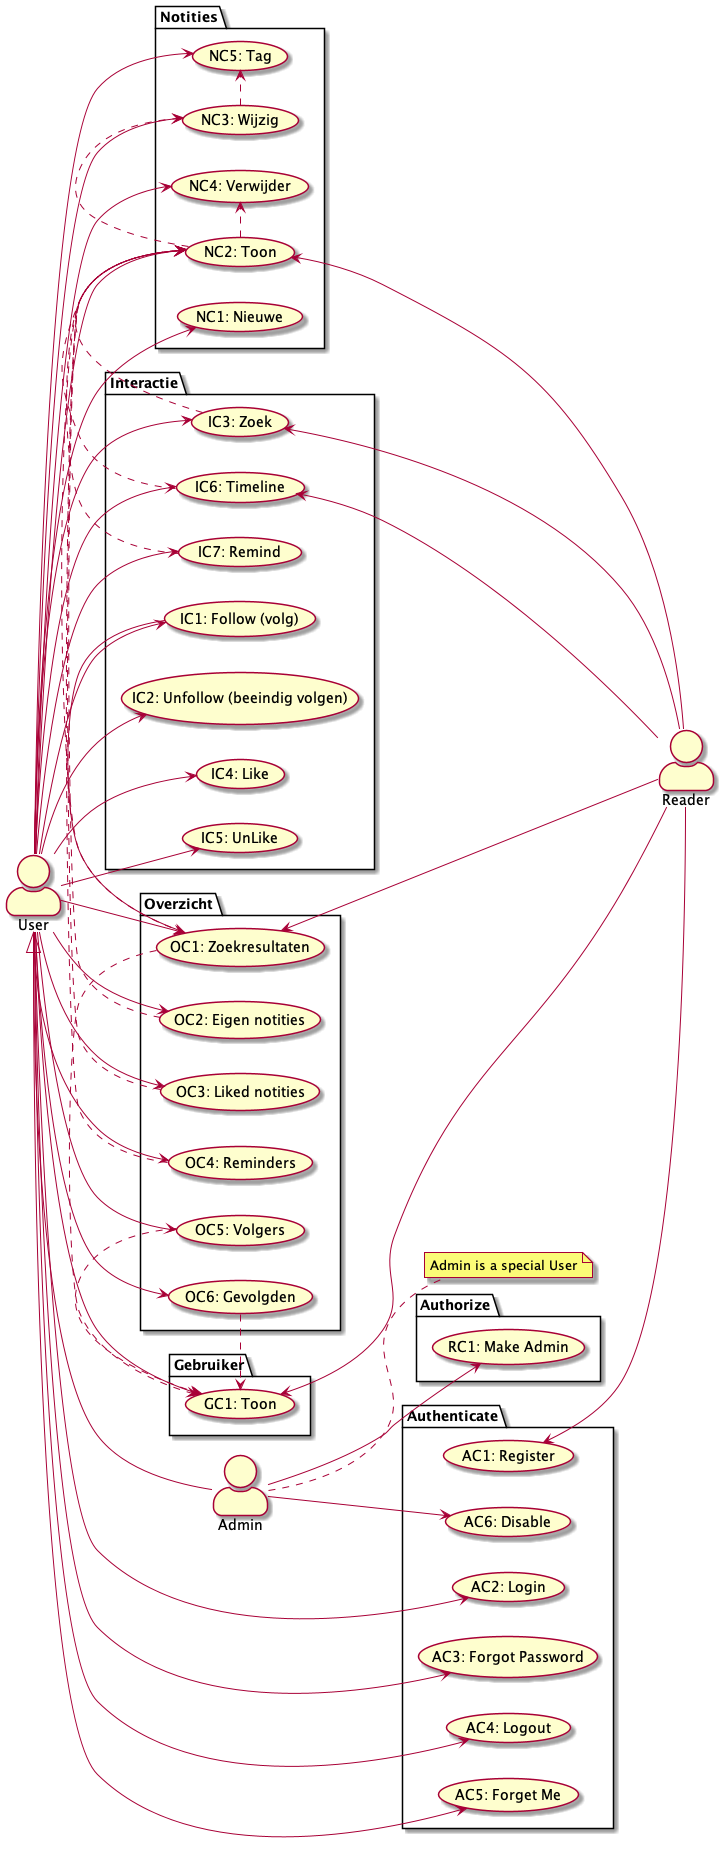 Notities
NC5: Tag
NC3: Wijzig
NC4: Verwijder
NC2: Toon
NC1: Nieuwe
Interactie
IC3: Zoek
IC6: Timeline
IC7: Remind
IC1: Follow (volg)
IC2: Unfollow (beeindig volgen)
IC4: Like
IC5: UnLike
Reader
User
Overzicht
OC1: Zoekresultaten
OC2: Eigen notities
OC3: Liked notities
OC4: Reminders
OC5: Volgers
OC6: Gevolgden
Admin is a special User
Authorize
RC1: Make Admin
Gebruiker
GC1: Toon
Authenticate
AC1: Register
Admin
AC6: Disable
AC2: Login
AC3: Forgot Password
AC4: Logout
AC5: Forget Me